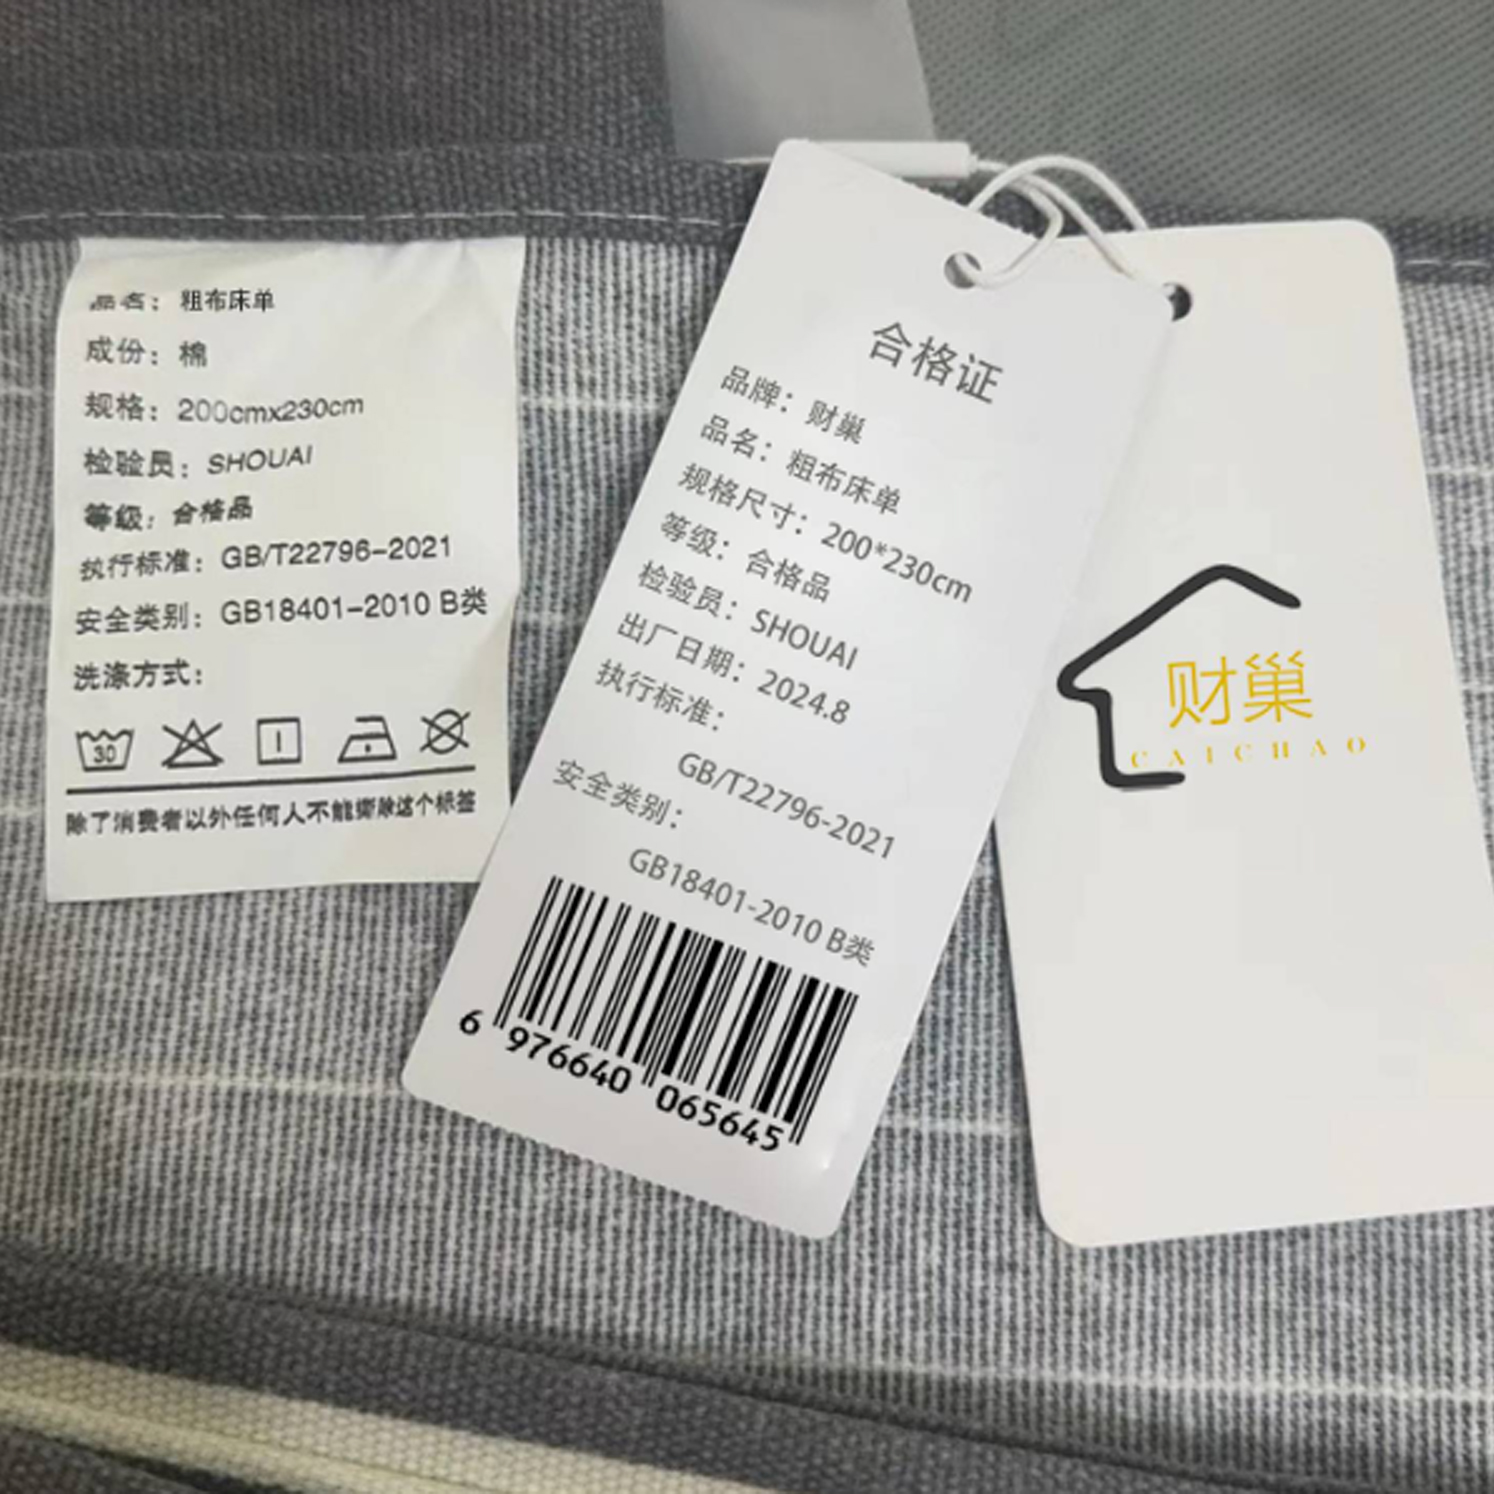 品名：粗布床单
成份：棉
规格：200cmx230cm
检验员：SHOUAI
等级：合格品
执行标准：GB/T22796-2021
安全类别：GB18401-2010 B类
洗涤方式：
30
除了消费者以外任何人不能撕除这个标签
合格证
品牌：财巢
品名：粗布床单
规格尺寸：200*230cm
等级：合格品
检验员：SHOUAI
出厂日期：2024.8
执行标准：
GB/T22796-2021
安全类别：
GB18401-2010 B类
6 976640 065645
财巢
CAICHAO